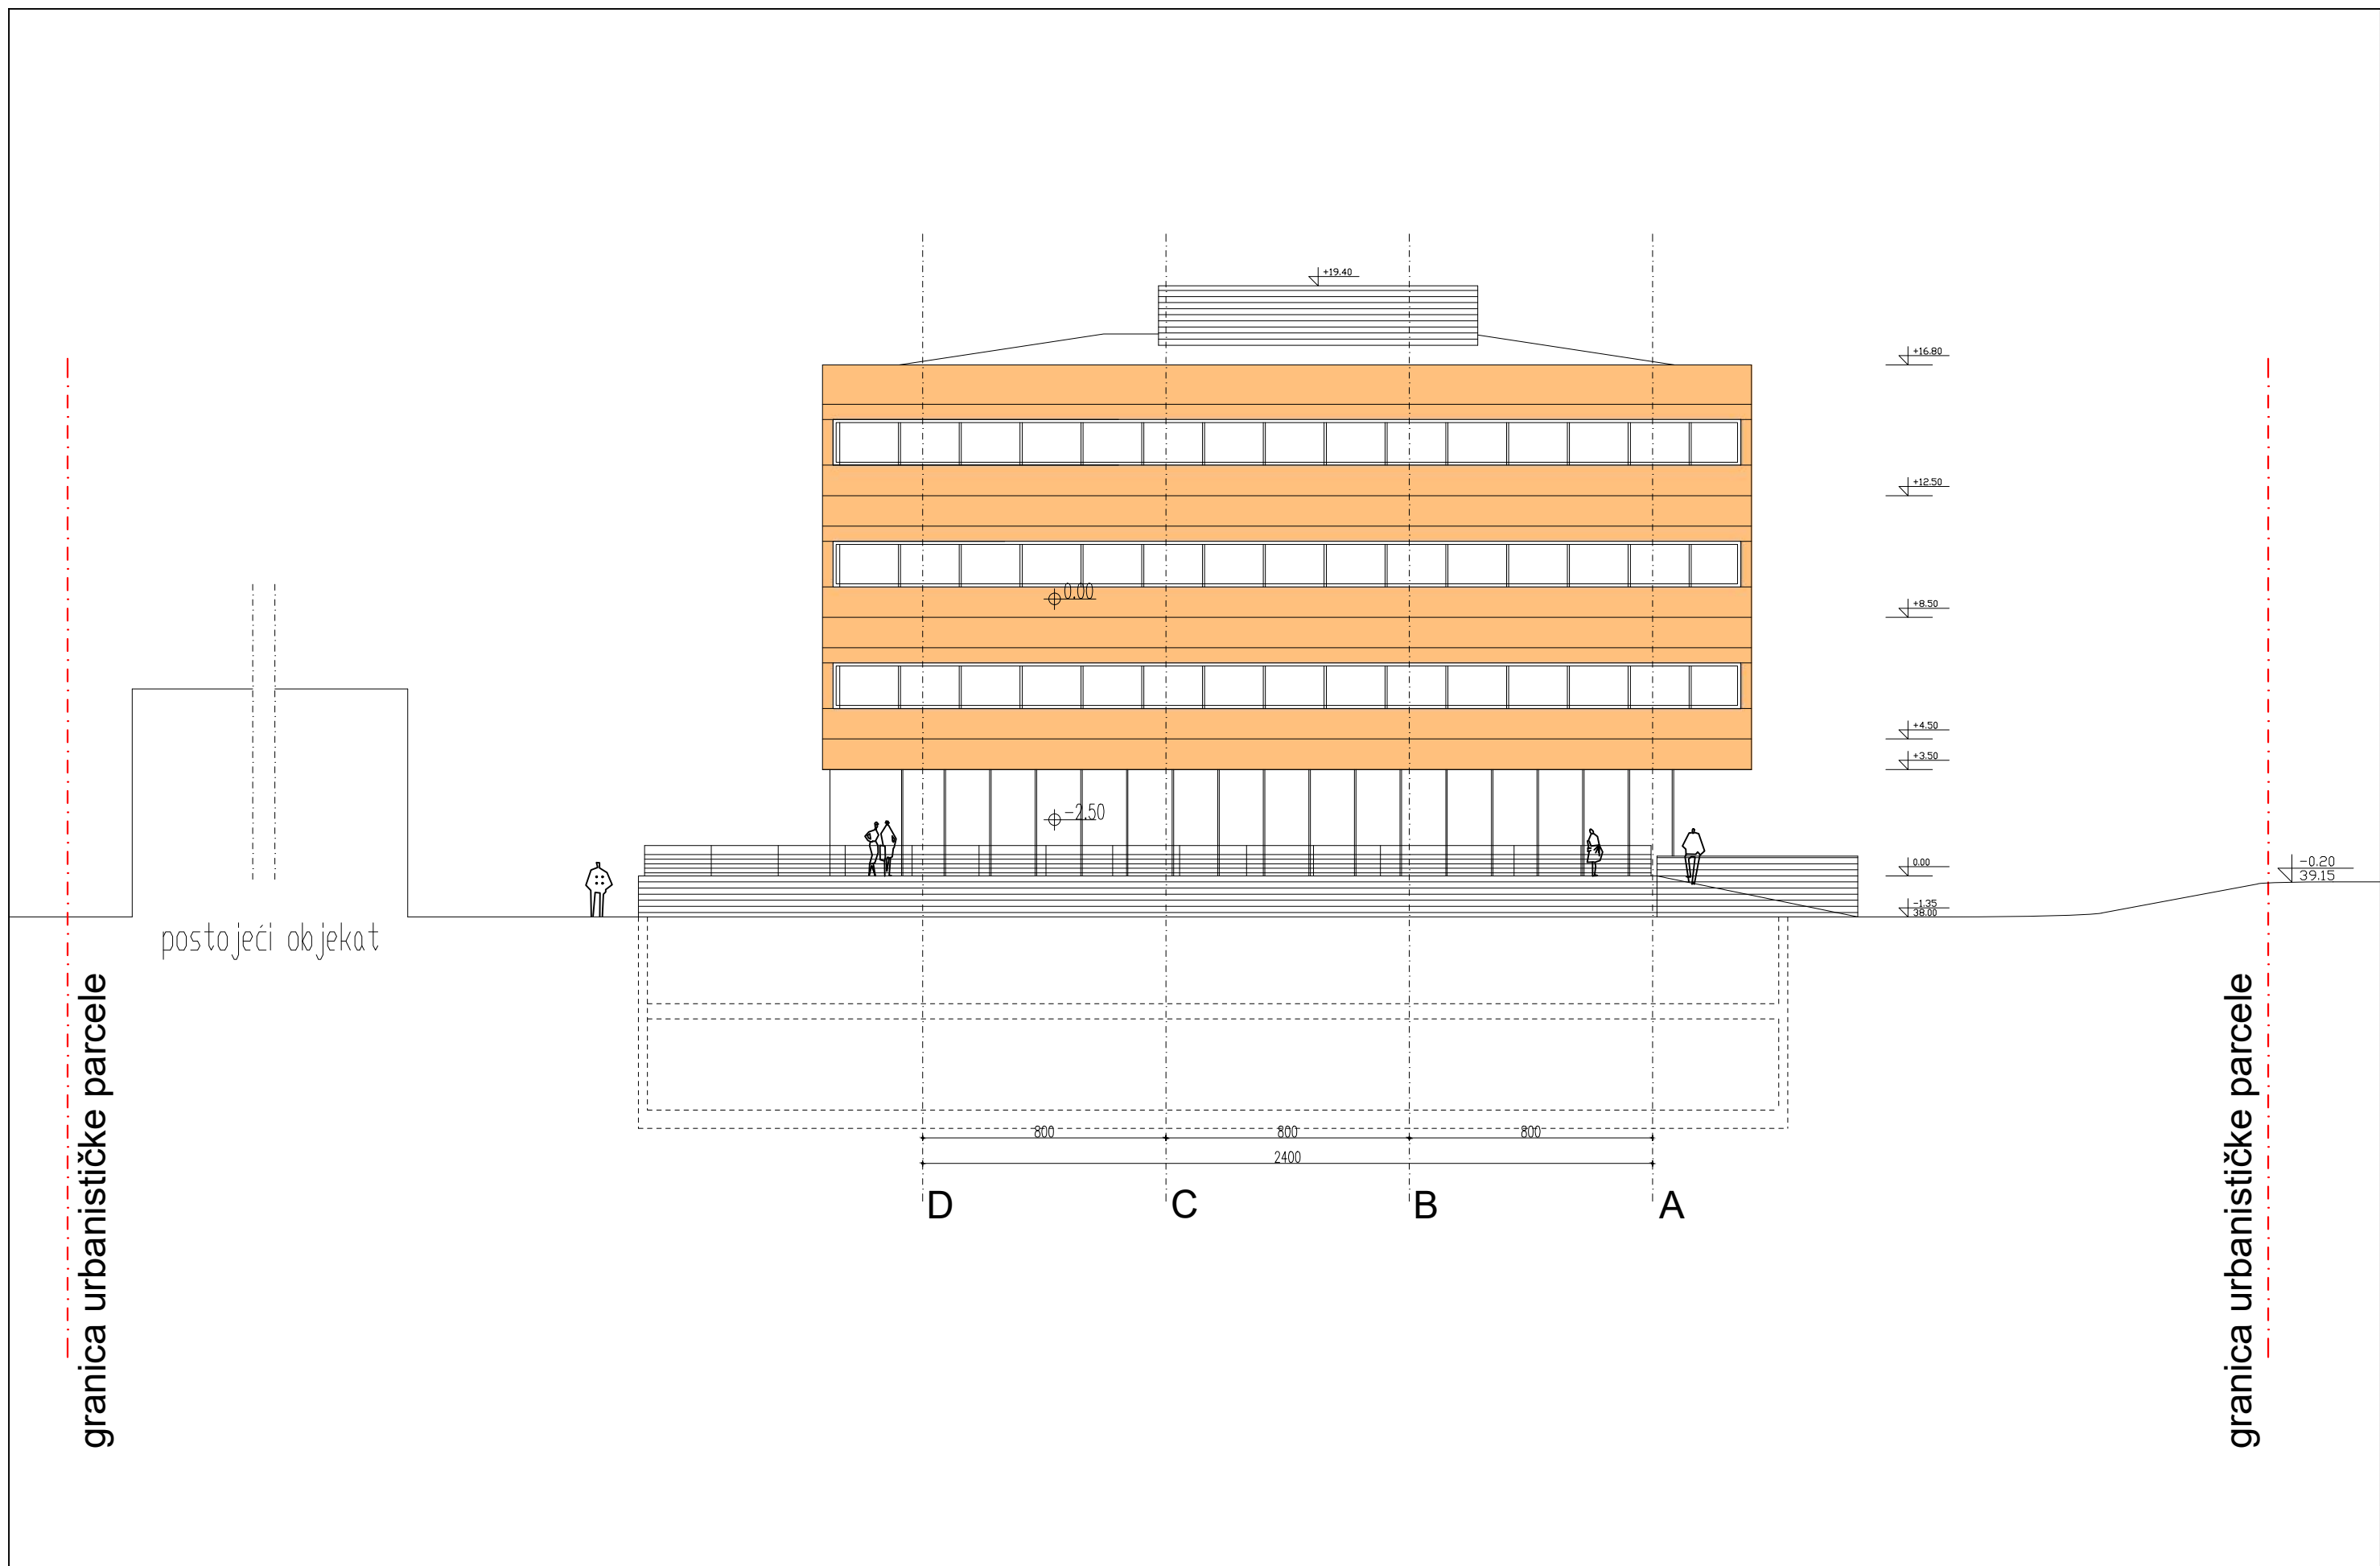 +19.40
+16.80
+12.50
0.00
+8.50
+4.50
+3.50
-2.50
0.00
-0.20
39.15
-1.35
38.00
postojeći objekat
granica urbanističke parcele
granica urbanističke parcele
800
800
800
2400
D
C
B
A